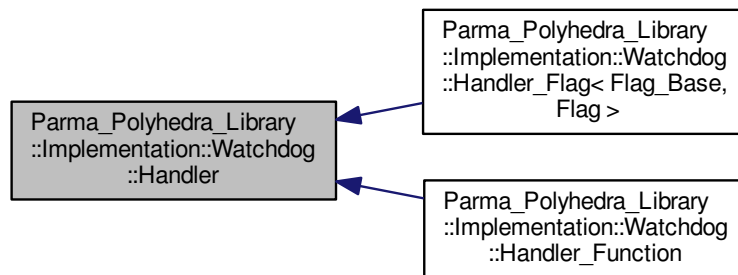 Parma_Polyhedra_Library
::Implementation::Watchdog
::Handler
Parma_Polyhedra_Library
::Implementation::Watchdog
::Handler_Flag< Flag_Base,
Flag >
Parma_Polyhedra_Library
::Implementation::Watchdog
::Handler_Function